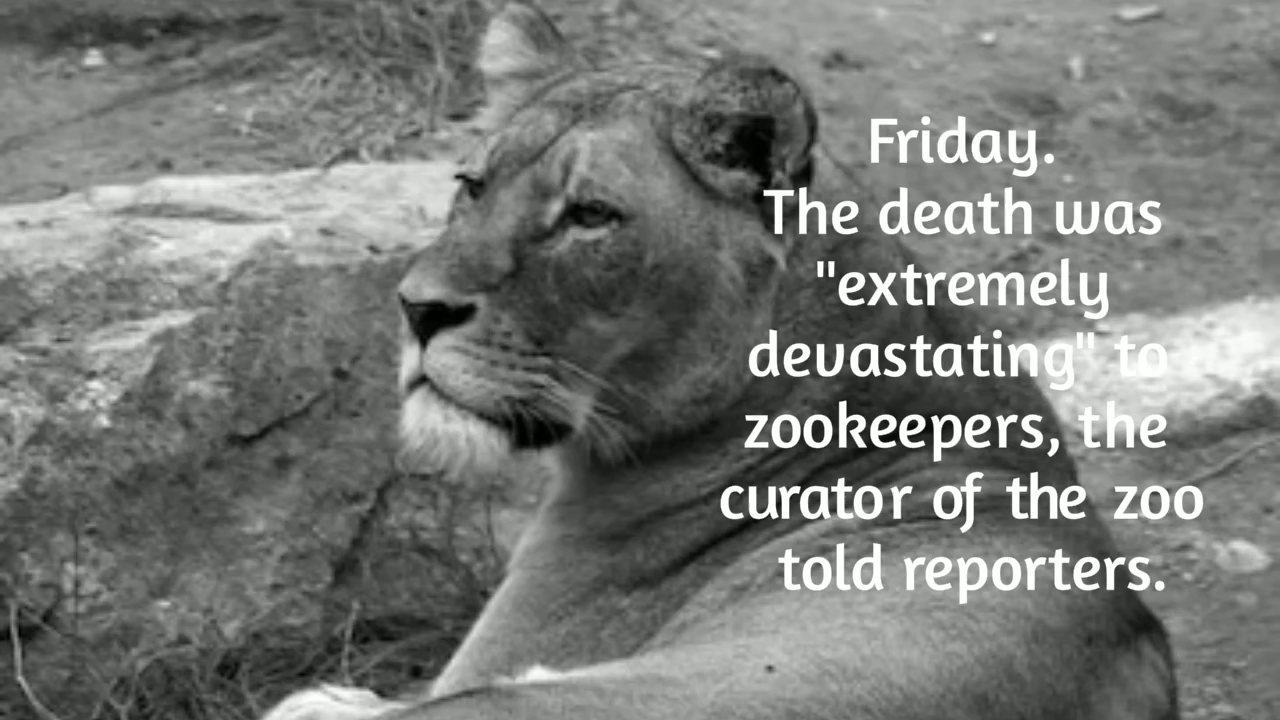 Friday.
The death was
"extremely
devastating" to
zookeepers, the
curator of the zoo
told reporters.